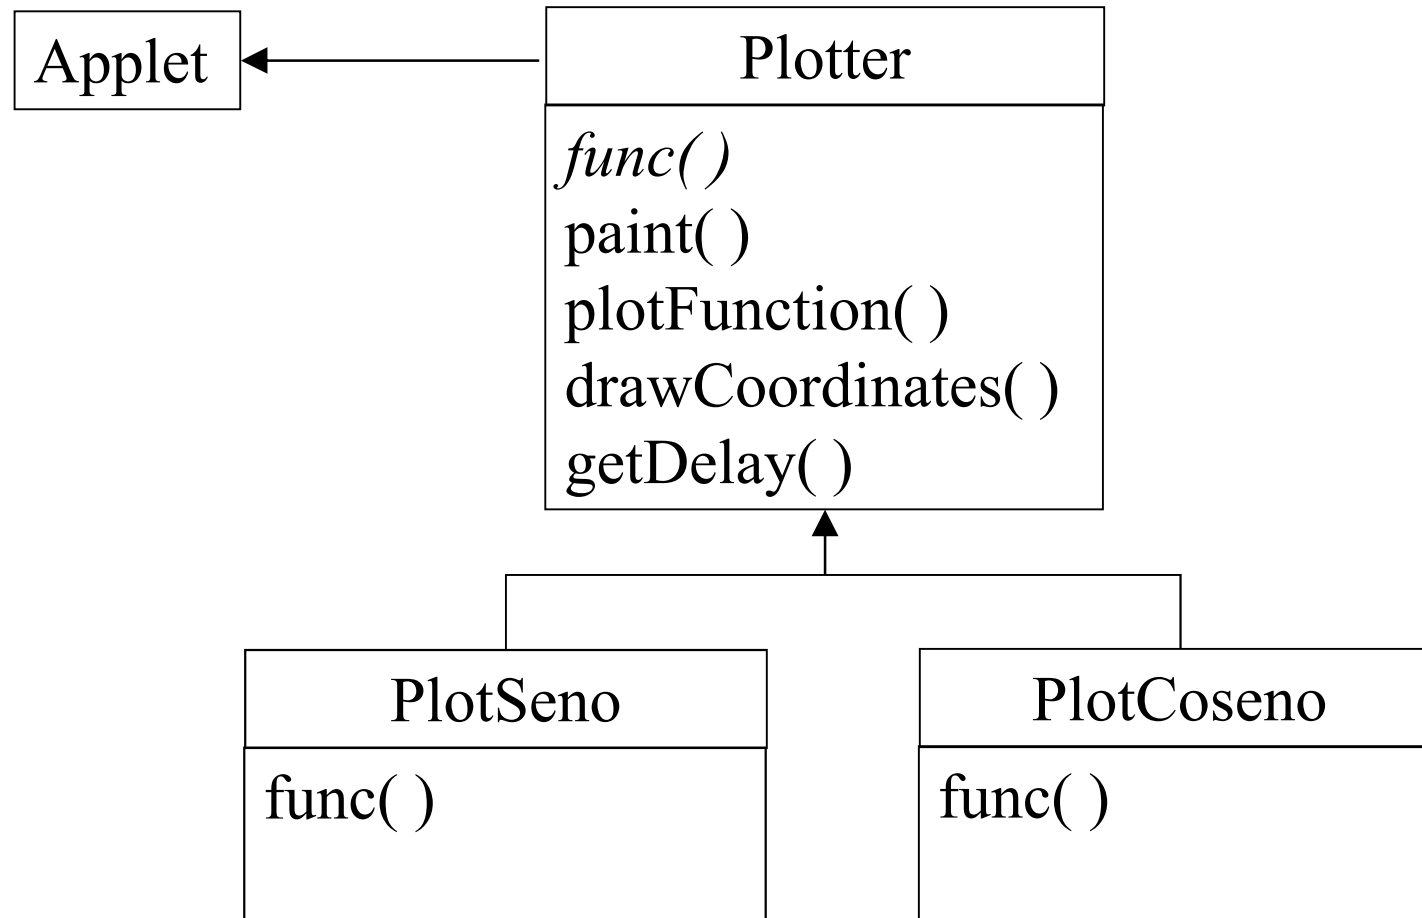 Applet
Plotter
func( )
paint( )
plotFunction( )
drawCoordinates( )
getDelay( )
PlotSeno
func( )
PlotCoseno
func( )